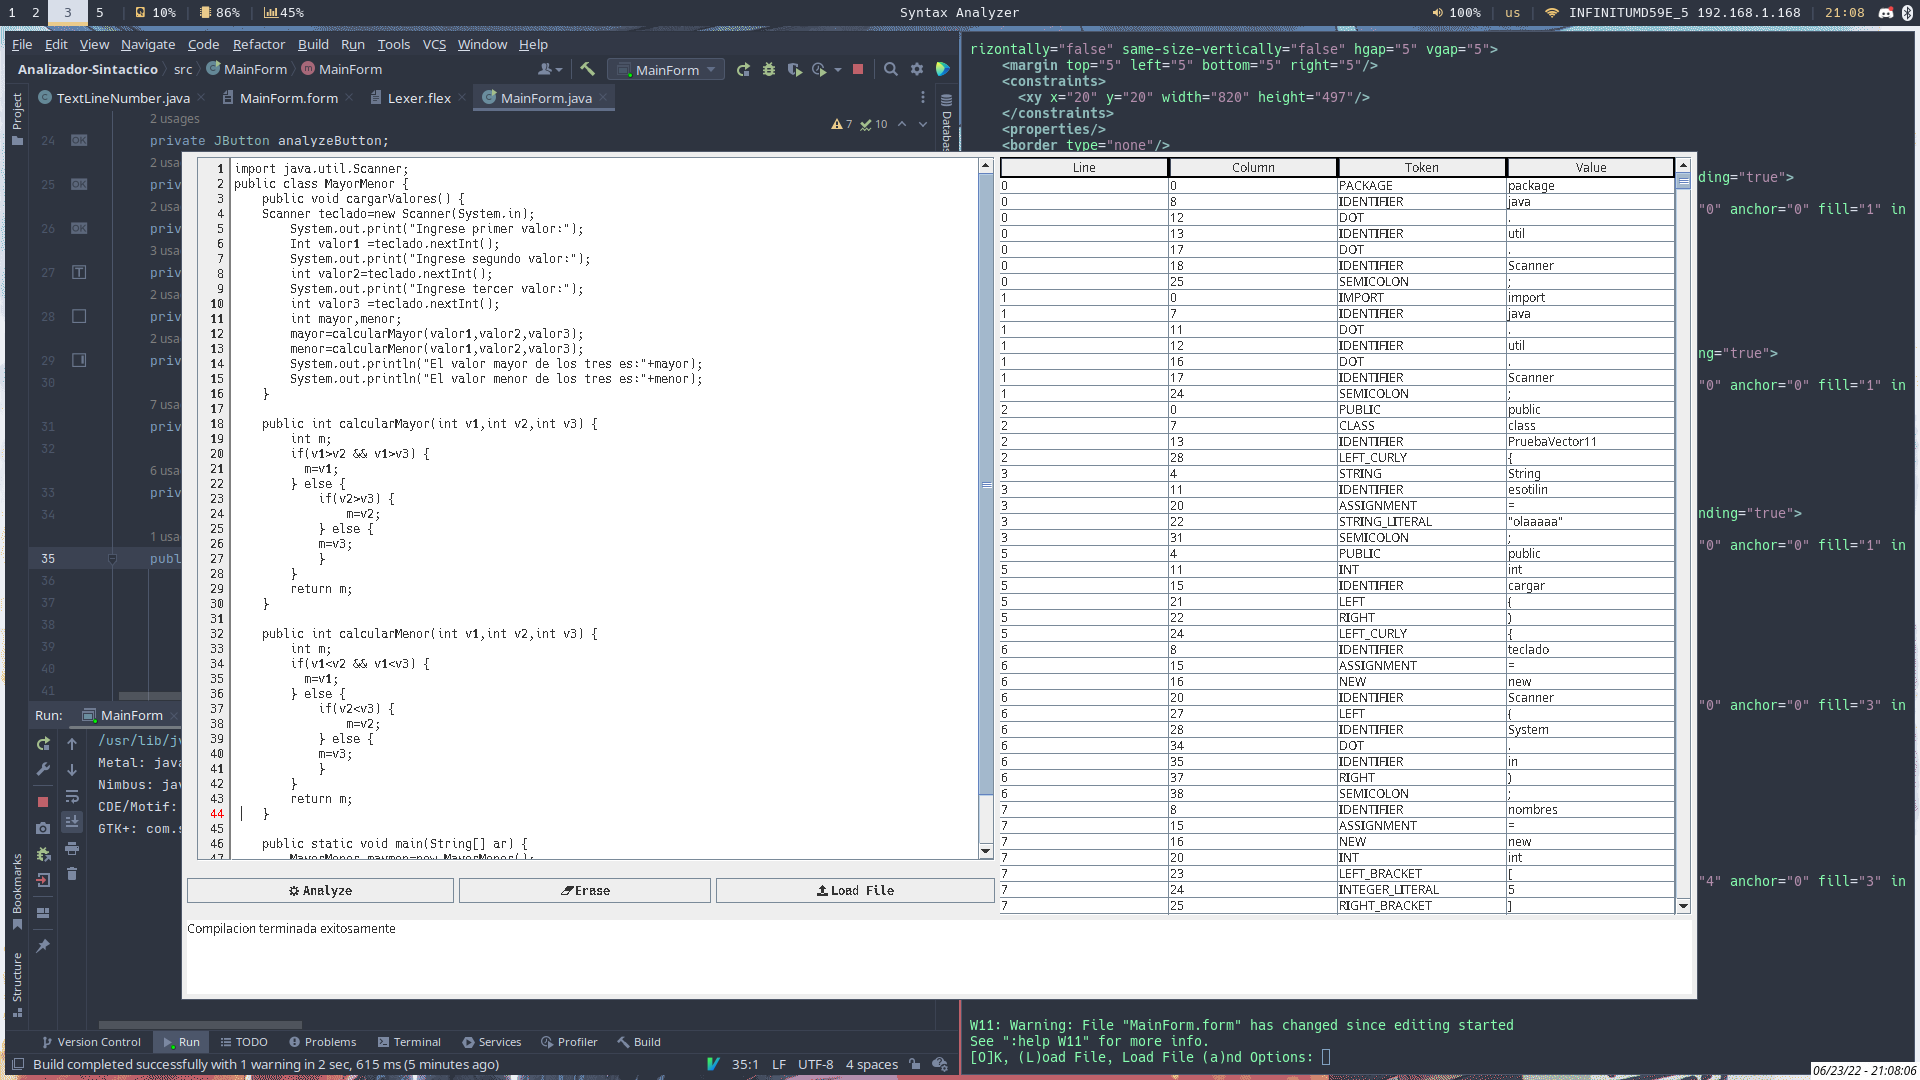 1 2 3 5 10% 86% 45% Syntax Analyzer 100% us INFINITUMD59E_5 192.168.1.168 21:08
File Edit View Navigate Code Refactor Build Run Tools VCS Window Help
Analizador-Sintactico src MainForm MainForm MainForm
TextLineNumber.java MainForm.form Lexer.flex MainForm.java
Project
Databas
2 usages
7 10
24 private JButton analyzeButton;
2 usa
25 priv
2 usa
26 priv
3 usa
27 priv
2 usa
28 priv
2 usa
29 priv
30
7 usa
31 priv
32
6 usa
33 priv
34
1 usa
35 publ
36
37
38
39
40
41
rizontally="false" same-size-vertically="false" hgap="5" vgap="5">
<margin top="5" left="5" bottom="5" right="5"/>
<constraints>
<xy x="20" y="20" width="820" height="497"/>
</constraints>
<properties/>
<border type="none"/>
ding="true">
"0" anchor="0" fill="1" in
ng="true">
"0" anchor="0" fill="1" in
nding="true">
"0" anchor="0" fill="1" in
"0" anchor="0" fill="3" in
"4" anchor="0" fill="3" in
1 import java.util.Scanner;
2 public class MayorMenor {
3 public void cargarValores() {
4 Scanner teclado=new Scanner(System.in);
5 System.out.print("Ingrese primer valor:");
6 Int valor1 =teclado.nextInt();
7 System.out.print("Ingrese segundo valor:");
8 int valor2=teclado.nextInt();
9 System.out.print("Ingrese tercer valor:");
10 int valor3 =teclado.nextInt();
11 int mayor,menor;
12 mayor=calcularMayor(valor1,valor2,valor3);
13 menor=calcularMenor(valor1,valor2,valor3);
14 System.out.println("El valor mayor de los tres es:"+mayor);
15 System.out.println("El valor menor de los tres es:"+menor);
16 }
17
18 public int calcularMayor(int v1,int v2,int v3) {
19 int m;
20 if(v1>v2 && v1>v3) {
21 m=v1;
22 } else {
23 if(v2>v3) {
24 m=v2;
25 } else {
26 m=v3;
27 }
28 }
29 return m;
30 }
31
32 public int calcularMenor(int v1,int v2,int v3) {
33 int m;
34 if(v1<v2 && v1<v3) {
35 m=v1;
36 } else {
37 if(v2<v3) {
38 m=v2;
39 } else {
40 m=v3;
41 }
42 }
43 return m;
44 }
45
46 public static void main(String[] ar) {
47 MayorMenor maymen=new MayorMenor();
Line Column Token Value
0 0 PACKAGE package
0 8 IDENTIFIER java
0 12 DOT .
0 13 IDENTIFIER util
0 17 DOT .
0 18 IDENTIFIER Scanner
0 25 SEMICOLON ;
1 0 IMPORT import
1 7 IDENTIFIER java
1 11 DOT .
1 12 IDENTIFIER util
1 16 DOT .
1 17 IDENTIFIER Scanner
1 24 SEMICOLON ;
2 0 PUBLIC public
2 7 CLASS class
2 13 IDENTIFIER PruebaVector11
2 28 LEFT_CURLY {
3 4 STRING String
3 11 IDENTIFIER esotilin
3 20 ASSIGNMENT =
3 22 STRING_LITERAL "olaaaaa"
3 31 SEMICOLON ;
5 4 PUBLIC public
5 11 INT int
5 15 IDENTIFIER cargar
5 21 LEFT (
5 22 RIGHT )
5 24 LEFT_CURLY {
6 8 IDENTIFIER teclado
6 15 ASSIGNMENT =
6 16 NEW new
6 20 IDENTIFIER Scanner
6 27 LEFT (
6 28 IDENTIFIER System
6 34 DOT .
6 35 IDENTIFIER in
6 37 RIGHT )
6 38 SEMICOLON ;
7 8 IDENTIFIER nombres
7 15 ASSIGNMENT =
7 16 NEW new
7 20 INT int
7 23 LEFT_BRACKET [
7 24 INTEGER_LITERAL 5
7 25 RIGHT_BRACKET ]
Analyze Erase Load File
Compilacion terminada exitosamente
Run: MainForm
/usr/lib/jv
Metal: java
Nimbus: jav
CDE/Motif:
GTK+: com.s
Bookmarks
Structure
Version Control Run TODO Problems Terminal Services Profiler Build
Build completed successfully with 1 warning in 2 sec, 615 ms (5 minutes ago) 35:1 LF UTF-8 4 spaces
W11: Warning: File "MainForm.form" has changed since editing started
See ":help W11" for more info.
[O]K, (L)oad File, Load File (a)nd Options:
06/23/22 - 21:08:06